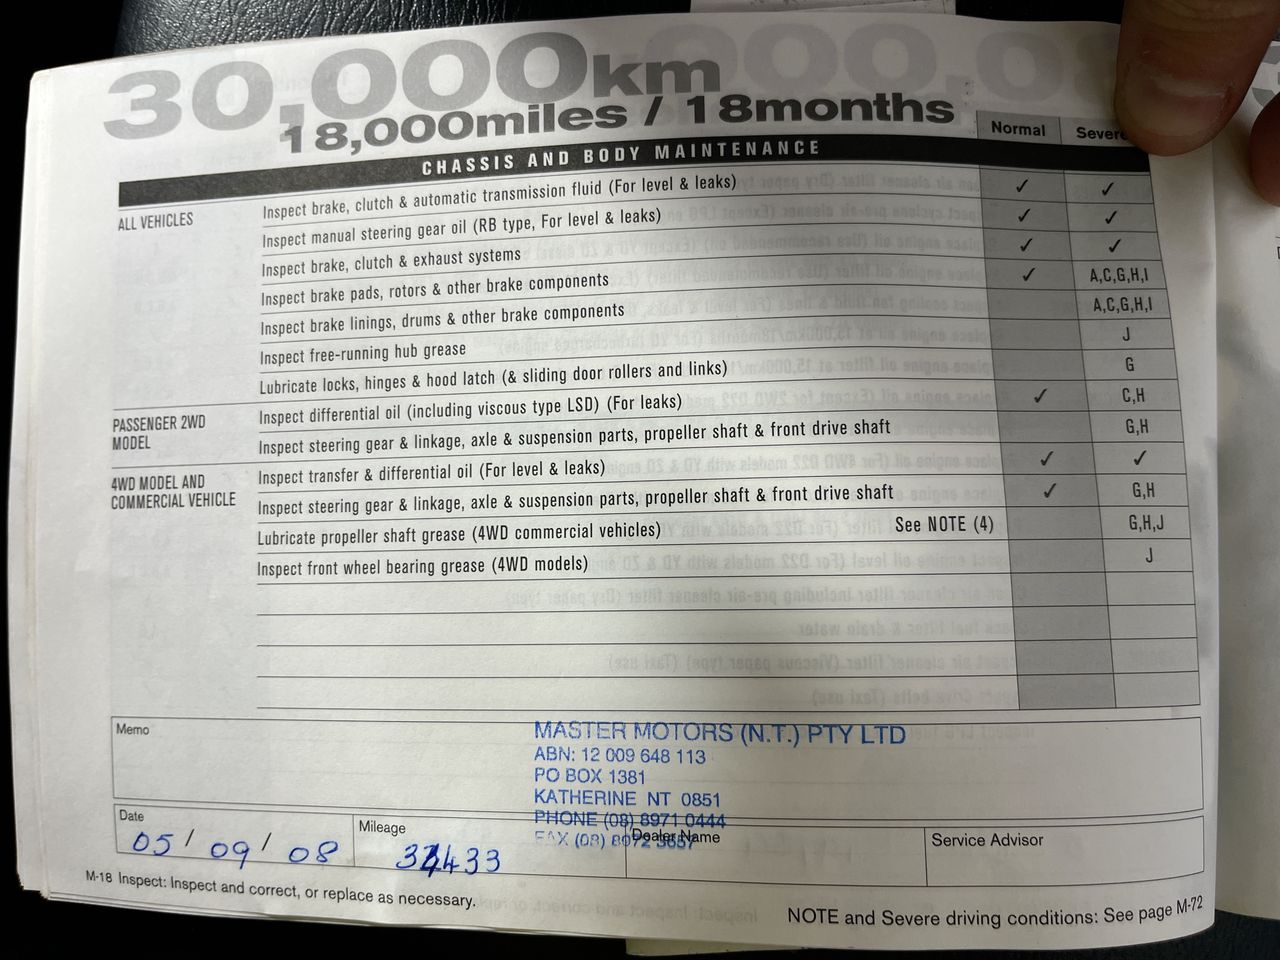 30,000km
18,000miles / 18months
Normal Severe
CHASSIS AND BODY MAINTENANCE
ALL VEHICLES
Inspect brake, clutch & automatic transmission fluid (For level & leaks) ✓ ✓
Inspect manual steering gear oil (RB type, For level & leaks) ✓ ✓
Inspect brake, clutch & exhaust systems ✓ ✓
Inspect brake pads, rotors & other brake components ✓ A,C,G,H,I
Inspect brake linings, drums & other brake components A,C,G,H,I
Inspect free-running hub grease J
Lubricate locks, hinges & hood latch (& sliding door rollers and links) G
PASSENGER 2WD
MODEL
Inspect differential oil (including viscous type LSD) (For leaks) ✓ C,H
Inspect steering gear & linkage, axle & suspension parts, propeller shaft & front drive shaft G,H
4WD MODEL AND
COMMERCIAL VEHICLE
Inspect transfer & differential oil (For level & leaks) ✓ ✓
Inspect steering gear & linkage, axle & suspension parts, propeller shaft & front drive shaft ✓ G,H
Lubricate propeller shaft grease (4WD commercial vehicles) See NOTE (4) G,H,J
Inspect front wheel bearing grease (4WD models) J
Memo
MASTER MOTORS (N.T.) PTY LTD
ABN: 12 009 648 113
PO BOX 1381
KATHERINE NT 0851
PHONE (08) 8971 0444
FAX (08) 8972
Date
05/09/08
Mileage
Dealer Name
Service Advisor
M-18 Inspect: Inspect and correct, or replace as necessary.
NOTE and Severe driving conditions: See page M-72